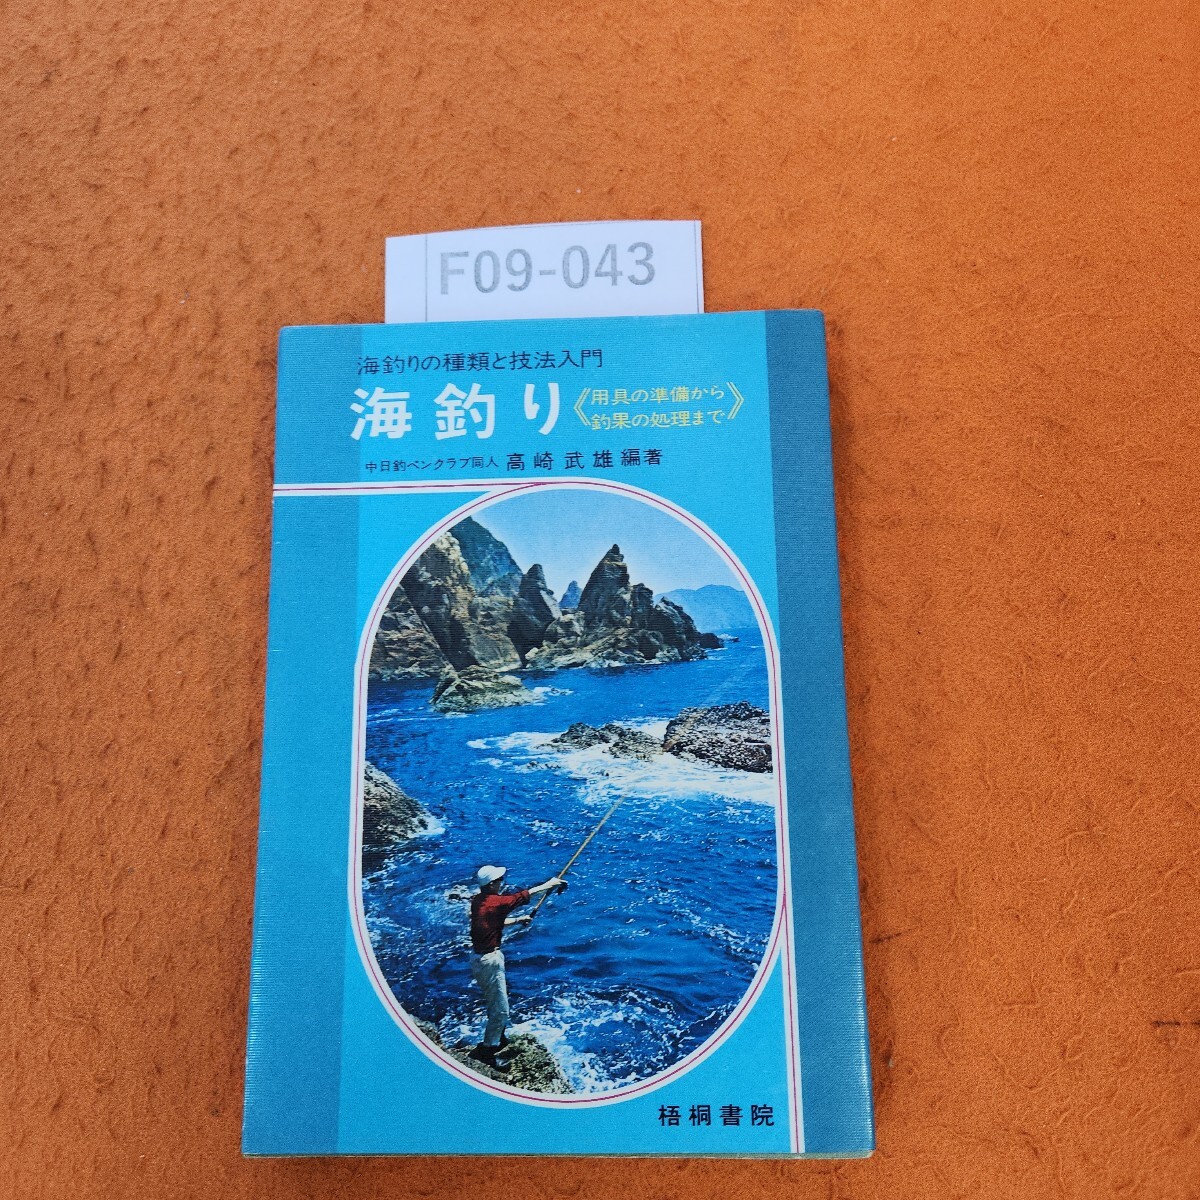 F09-043
海釣りの種類と技法入門
海釣り
《用具の準備から
釣果の処理まで》
中日釣ペンクラブ同人 高崎武雄編著
梧桐書院